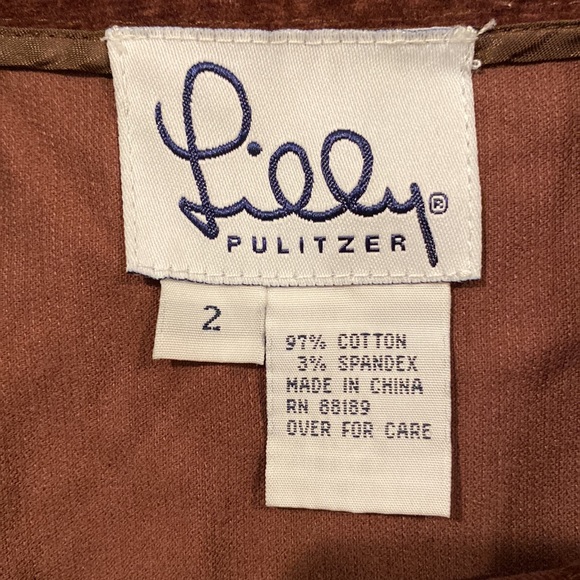 Lilly®
PULITZER
2
97% COTTON
3% SPANDEX
MADE IN CHINA
RN 88189
OVER FOR CARE